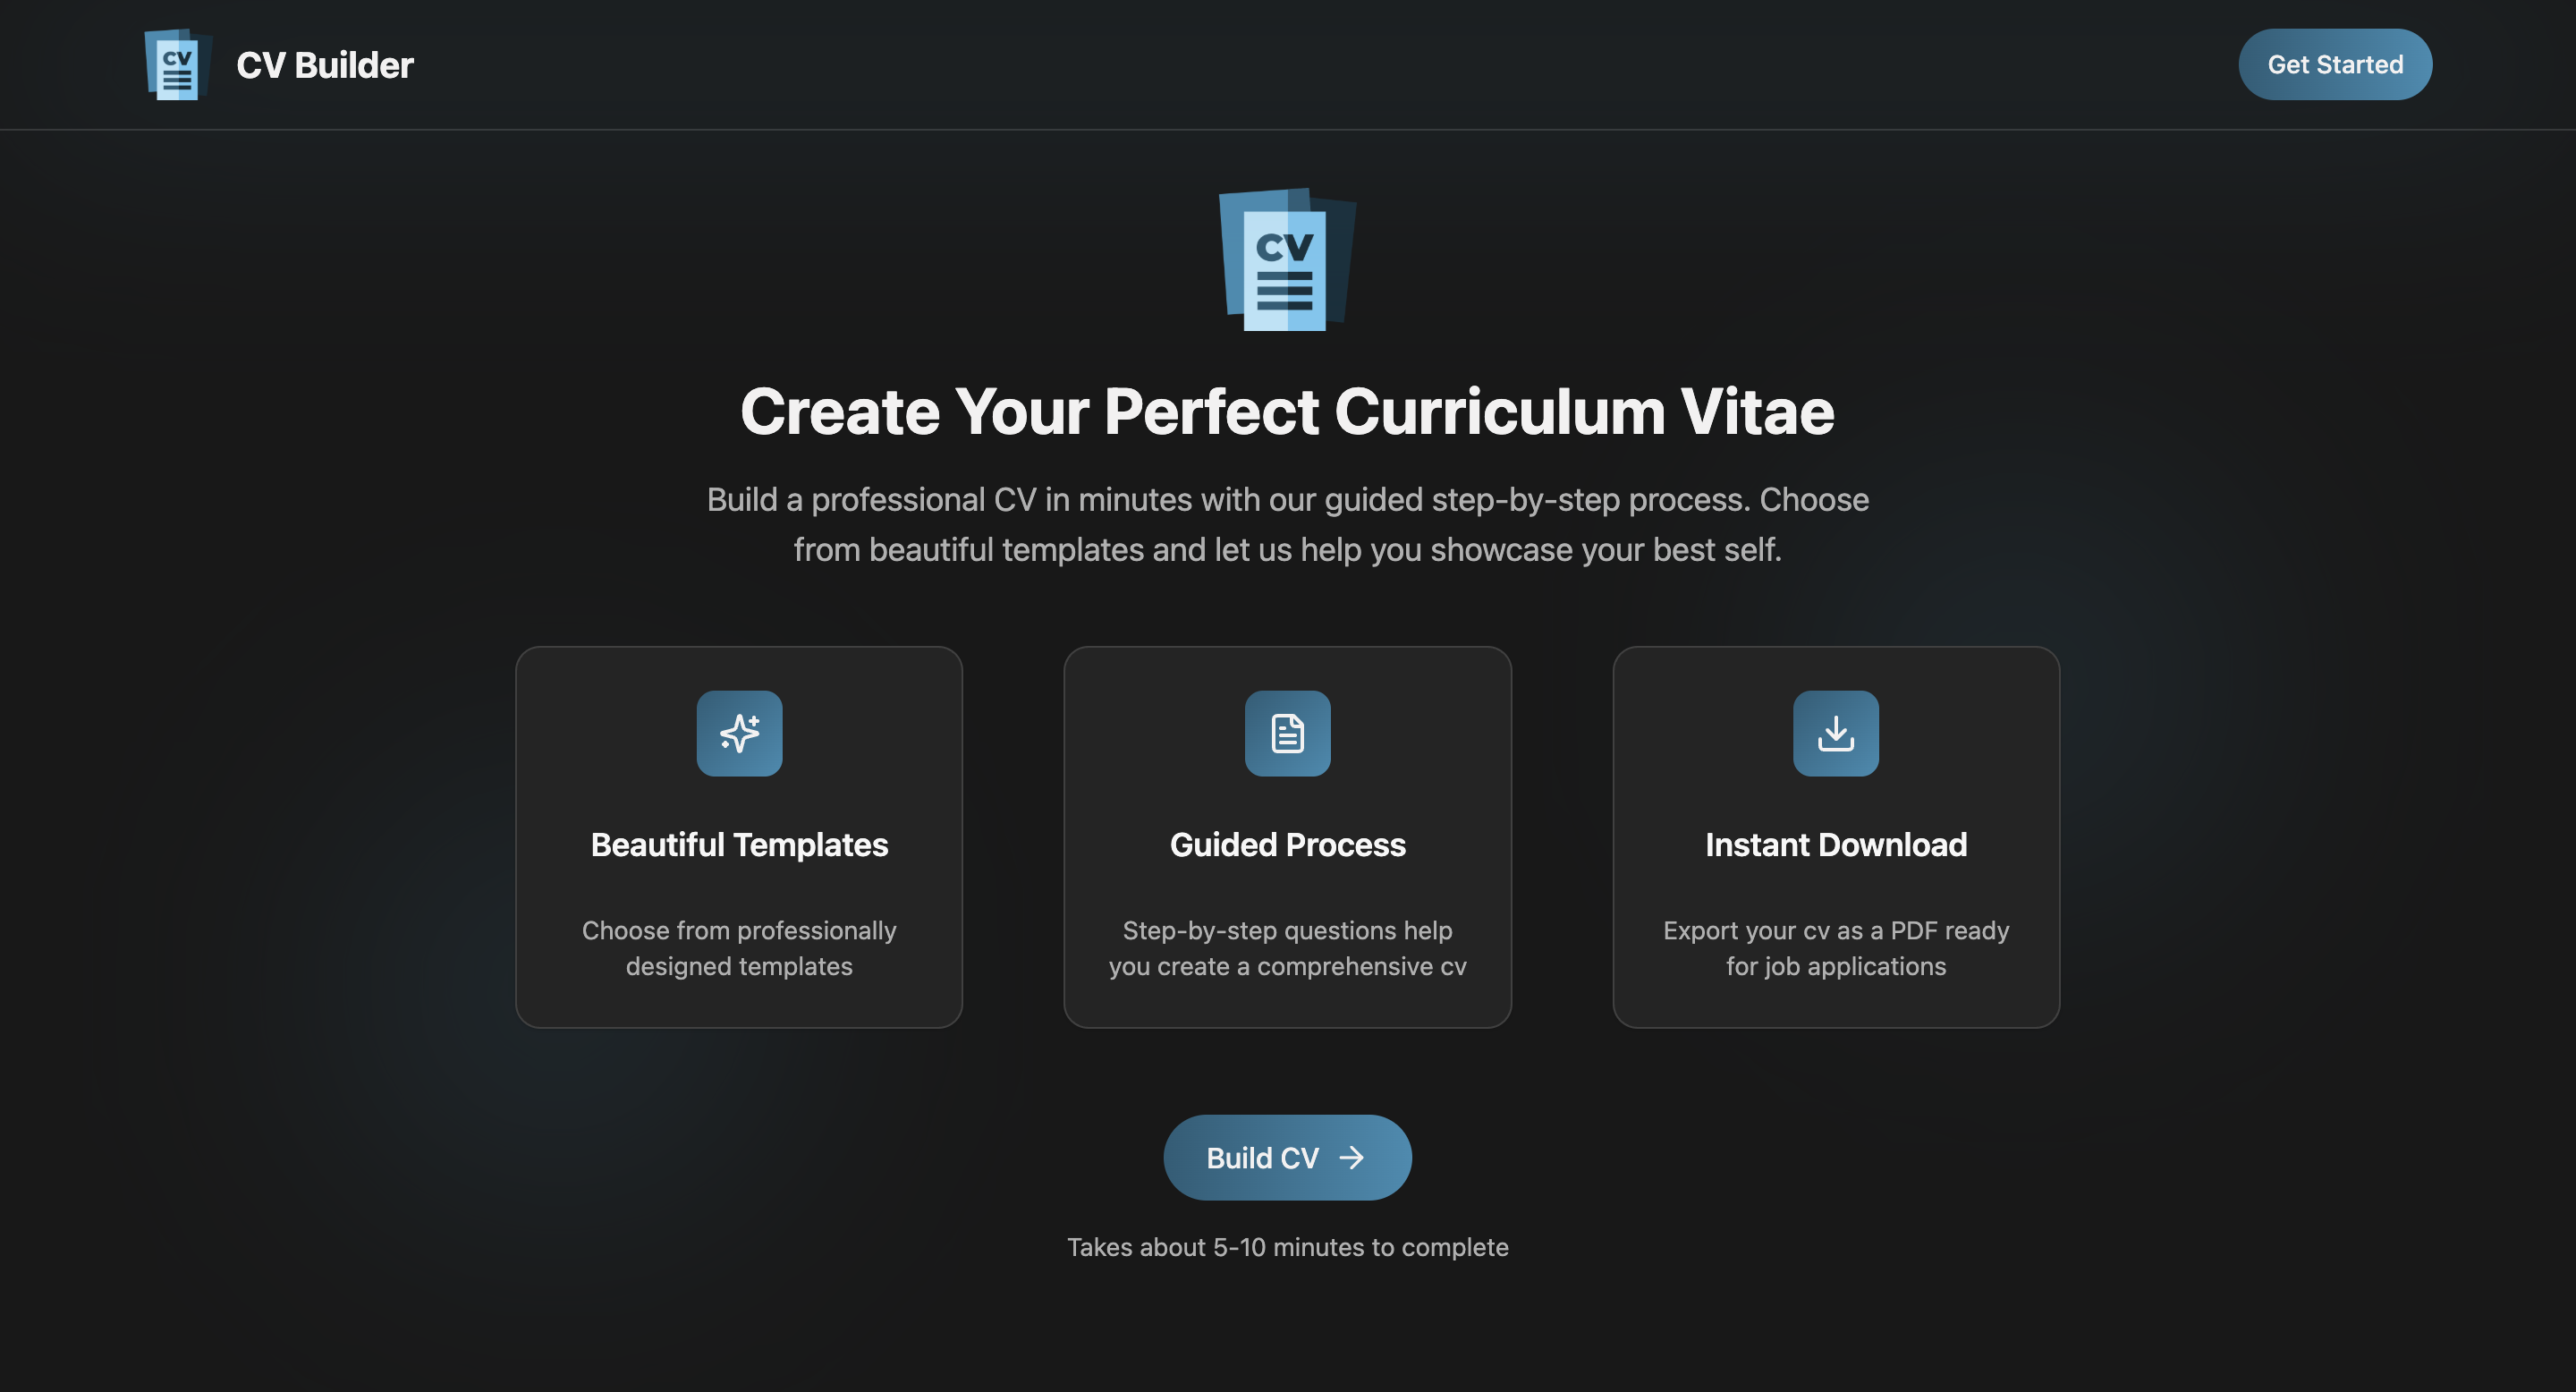 CV
CV Builder
Get Started
CV
Create Your Perfect Curriculum Vitae
Build a professional CV in minutes with our guided step-by-step process. Choose
from beautiful templates and let us help you showcase your best self.
Beautiful Templates
Choose from professionally
designed templates
Guided Process
Step-by-step questions help
you create a comprehensive cv
Instant Download
Export your cv as a PDF ready
for job applications
Build CV
Takes about 5-10 minutes to complete